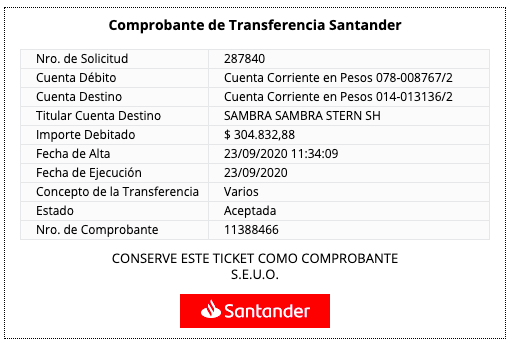 Comprobante de Transferencia Santander
Nro. de Solicitud 287840
Cuenta Débito Cuenta Corriente en Pesos 078-008767/2
Cuenta Destino Cuenta Corriente en Pesos 014-013136/2
Titular Cuenta Destino SAMBRA SAMBRA STERN SH
Importe Debitado $ 304.832,88
Fecha de Alta 23/09/2020 11:34:09
Fecha de Ejecución 23/09/2020
Concepto de la Transferencia Varios
Estado Aceptada
Nro. de Comprobante 11388466
CONSERVE ESTE TICKET COMO COMPROBANTE
S.E.U.O.
Santander